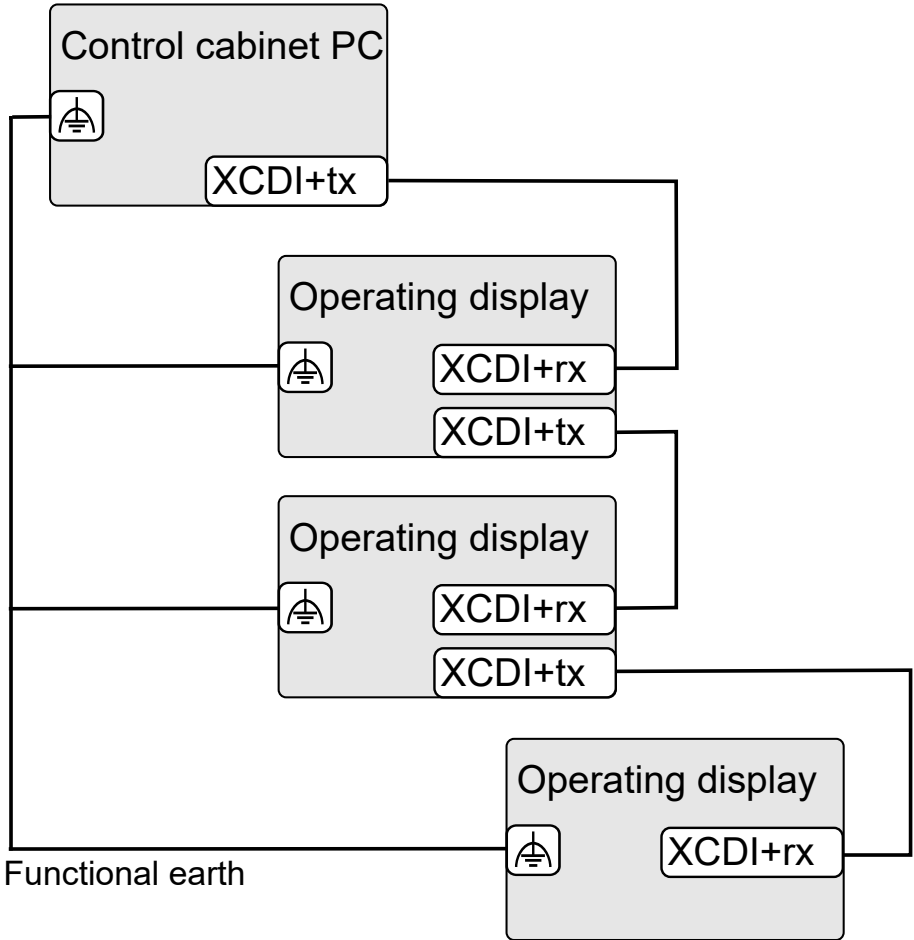 Control cabinet PC
XCDI+tx
Operating display
XCDI+rx
XCDI+tx
Operating display
XCDI+rx
XCDI+tx
Operating display
XCDI+rx
Functional earth